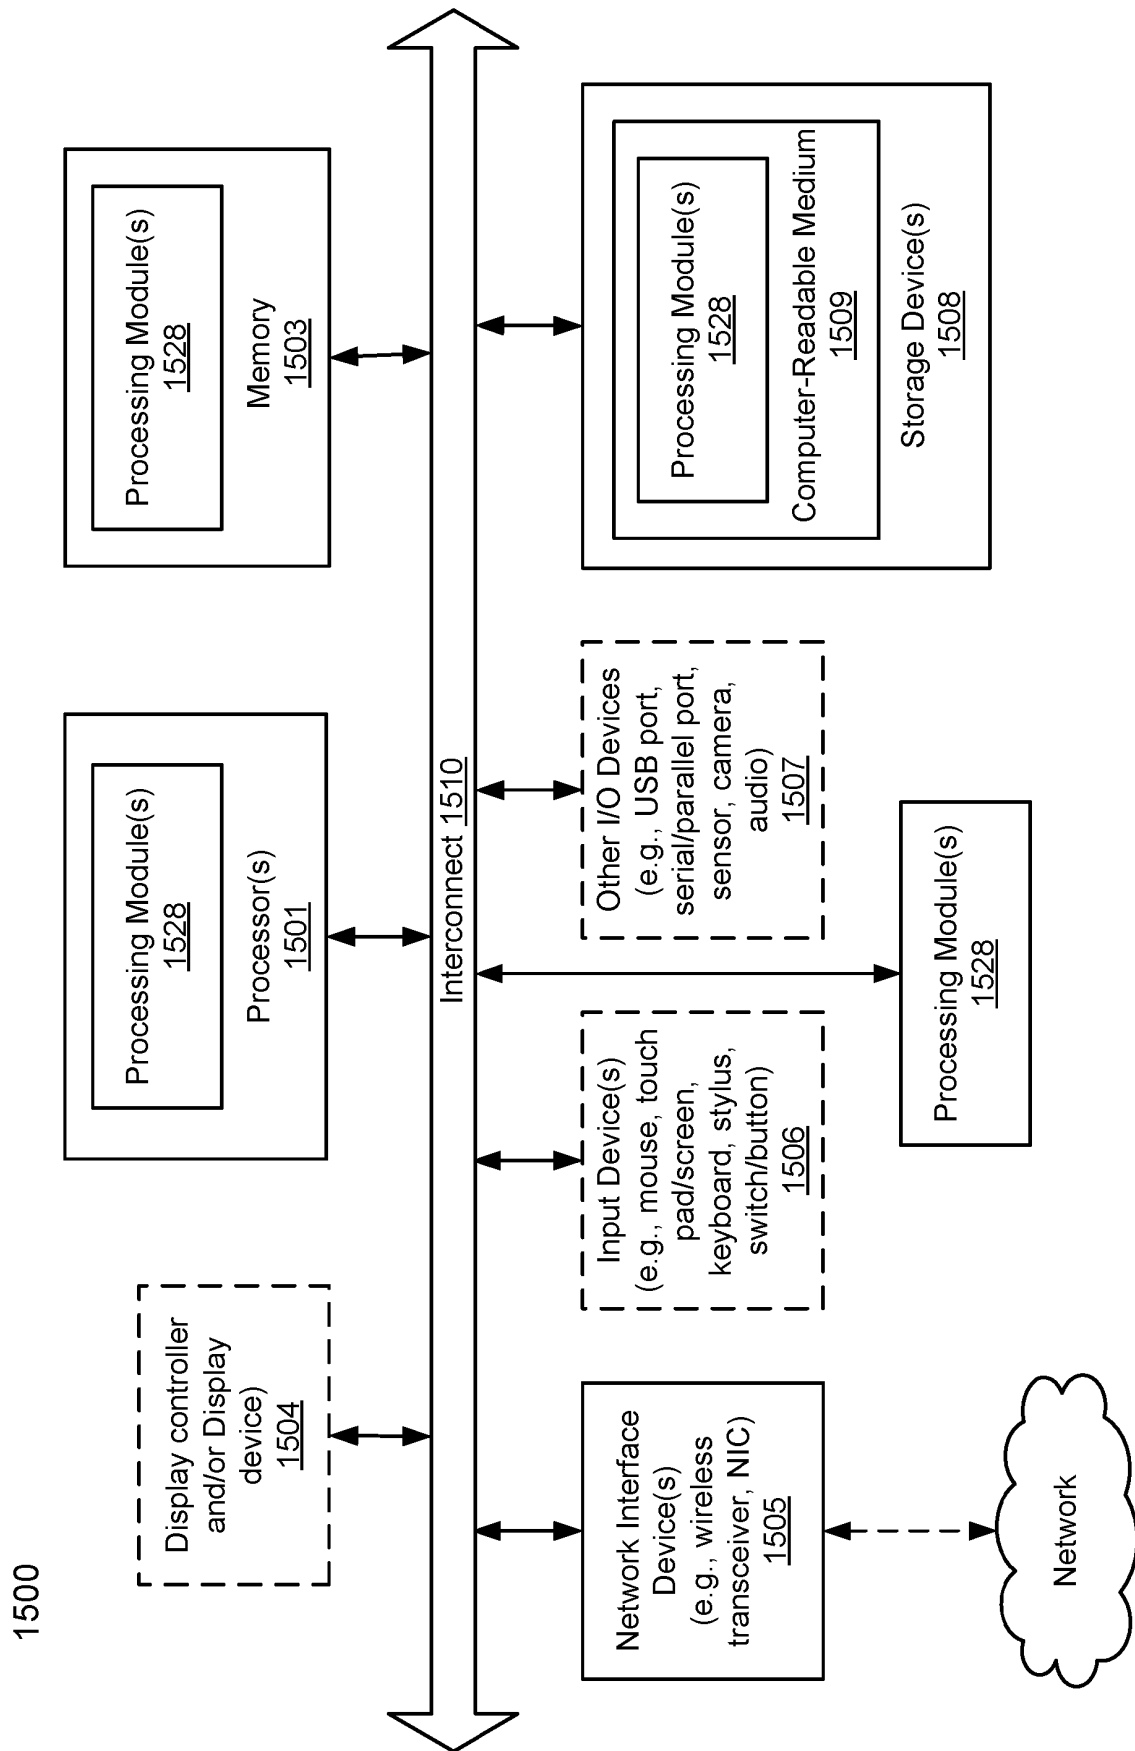 1500
Display controller
and/or Display
device)
1504
Processing Module(s)
1528
Processor(s)
1501
Processing Module(s)
1528
Memory
1503
Interconnect 1510
Network Interface
Device(s)
(e.g., wireless
transceiver, NIC)
1505
Input Device(s)
(e.g., mouse, touch
pad/screen,
keyboard, stylus,
switch/button)
1506
Other I/O Devices
(e.g., USB port,
serial/parallel port,
sensor, camera,
audio)
1507
Processing Module(s)
1528
Computer-Readable Medium
1509
Storage Device(s)
1508
Network
Processing Module(s)
1528